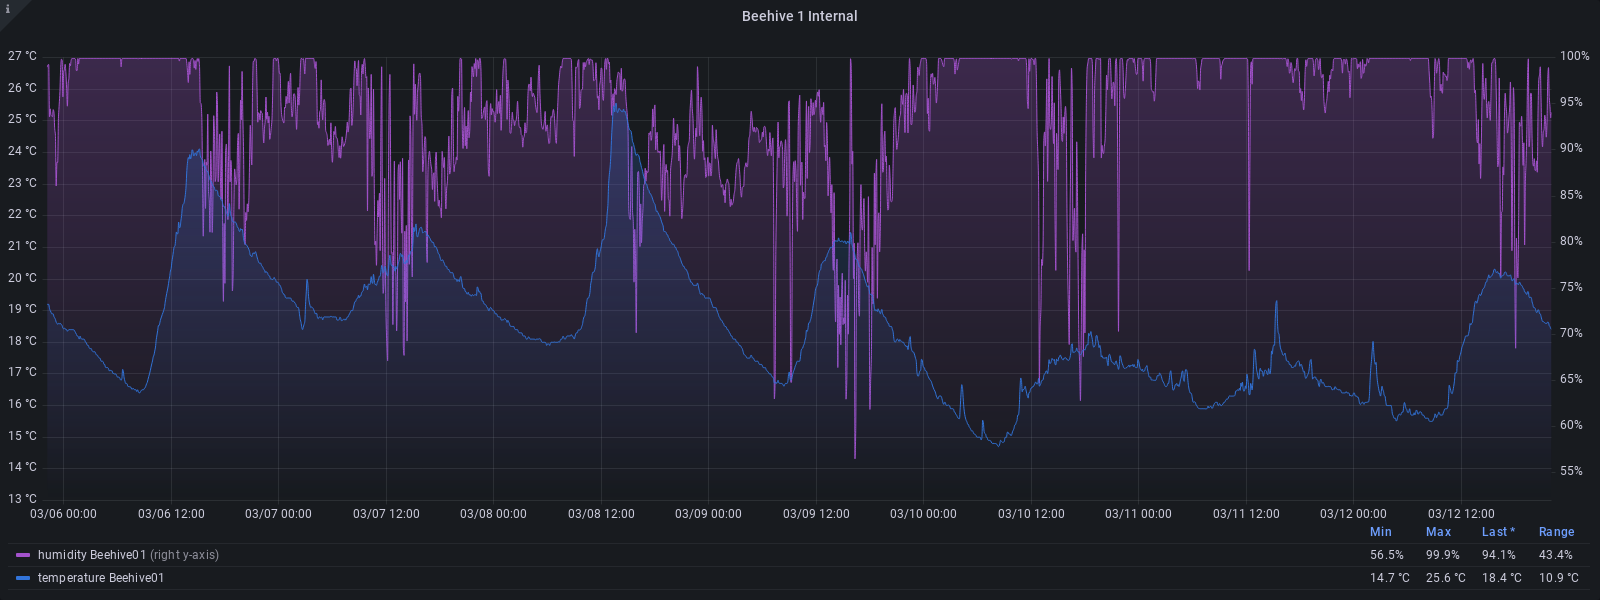 i
Beehive 1 Internal
27 °C 100%
26 °C
25 °C 95%
24 °C 90%
23 °C 85%
22 °C
21 °C 80%
20 °C 75%
19 °C
18 °C 70%
17 °C 65%
16 °C
15 °C 60%
14 °C 55%
13 °C
03/06 00:00 03/06 12:00 03/07 00:00 03/07 12:00 03/08 00:00 03/08 12:00 03/09 00:00 03/09 12:00 03/10 00:00 03/10 12:00 03/11 00:00 03/11 12:00 03/12 00:00 03/12 12:00
Min Max Last * Range
humidity Beehive01 (right y-axis) 56.5% 99.9% 94.1% 43.4%
temperature Beehive01 14.7 °C 25.6 °C 18.4 °C 10.9 °C